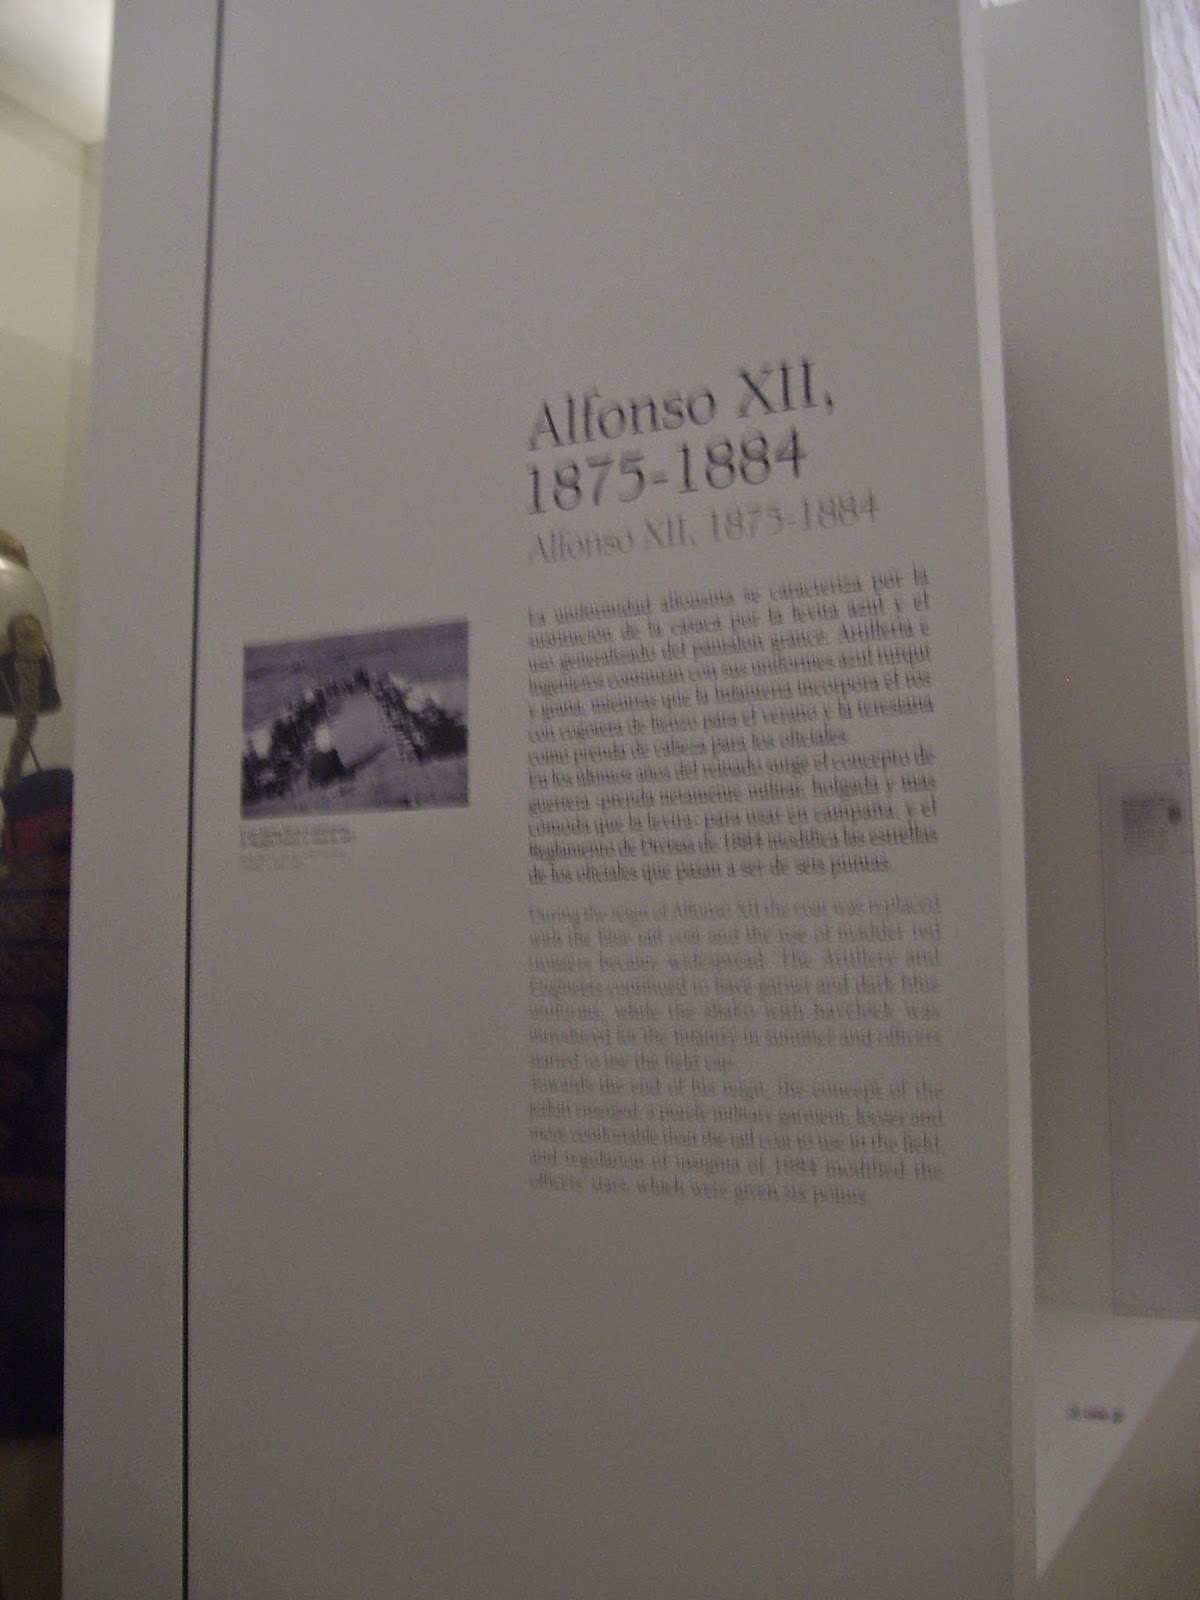 Alfonso XII,
1875-1884
Alfonso XII, 1875-1884
La uniformidad alfonsina se caracteriza por la
sustitución de la casaca por la levita azul y el
uso generalizado del pantalón grancé. Artillería e
Ingenieros continúan con sus uniformes azul turquí
y grana, mientras que la Infantería incorpora el ros
con cogotera de lienzo para el verano y la teresiana
como prenda de cabeza para los oficiales.
En los últimos años del reinado surge el concepto de
guerrera -prenda netamente militar, holgada y más
cómoda que la levita- para usar en campaña, y el
Reglamento de Divisas de 1884 modifica las estrellas
de los oficiales que pasan a ser de seis puntas.
During the reign of Alfonso XII the coat was replaced
with the blue tail coat and the use of madder red
trousers became widespread. The Artillery and
Engineers continued to have garnet and dark blue
uniforms, while the shako with havelock was
introduced for the Infantry in summer and officers
started to use the field cap.
Towards the end of his reign, the concept of the
jerkin emerged, a purely military garment, looser and
more comfortable than the tail coat to use in the field,
and regulation of insignia of 1884 modified the
officers' stars, which were given six points.